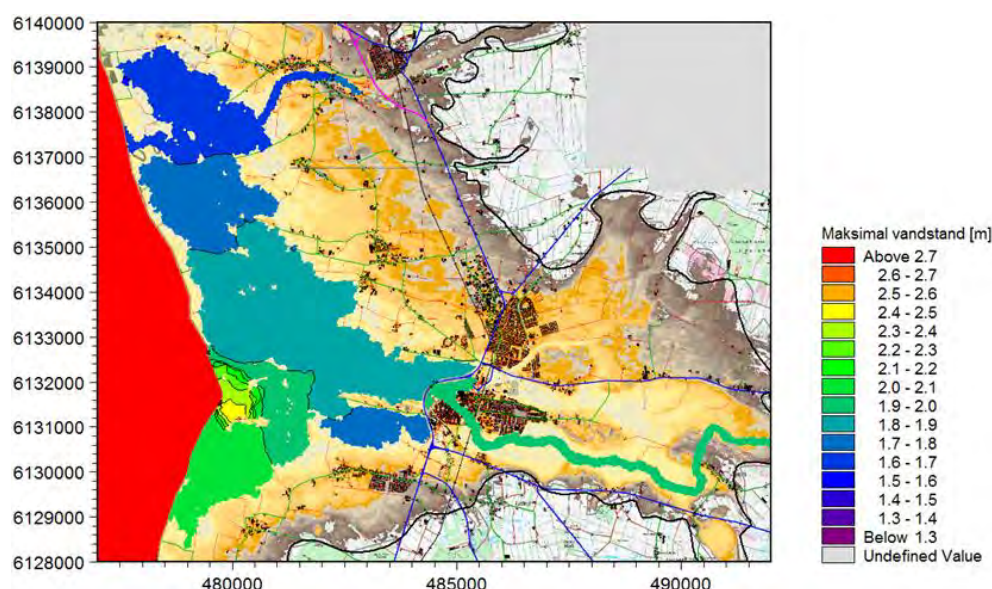 6140000
6139000
6138000
6137000
6136000
6135000
6134000
6133000
6132000
6131000
6130000
6129000
6128000
480000
485000
490000
Maksimal vandstand [m]
Above 2.7
2.6 - 2.7
2.5 - 2.6
2.4 - 2.5
2.3 - 2.4
2.2 - 2.3
2.1 - 2.2
2.0 - 2.1
1.9 - 2.0
1.8 - 1.9
1.7 - 1.8
1.6 - 1.7
1.5 - 1.6
1.4 - 1.5
1.3 - 1.4
Below 1.3
Undefined Value